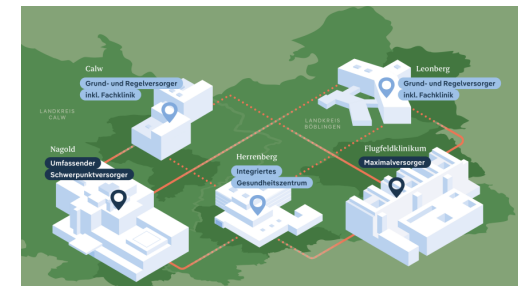 Calw
Grund- und Regelversorger
inkl. Fachklinik
Leonberg
Grund- und Regelversorger
inkl. Fachklinik
LANDKREIS
CALW
LANDKREIS
BÖBLINGEN
Nagold
Umfassender
Schwerpunktversorger
Herrenberg
Integriertes
Gesundheitszentrum
Flugfeldklinikum
Maximalversorger